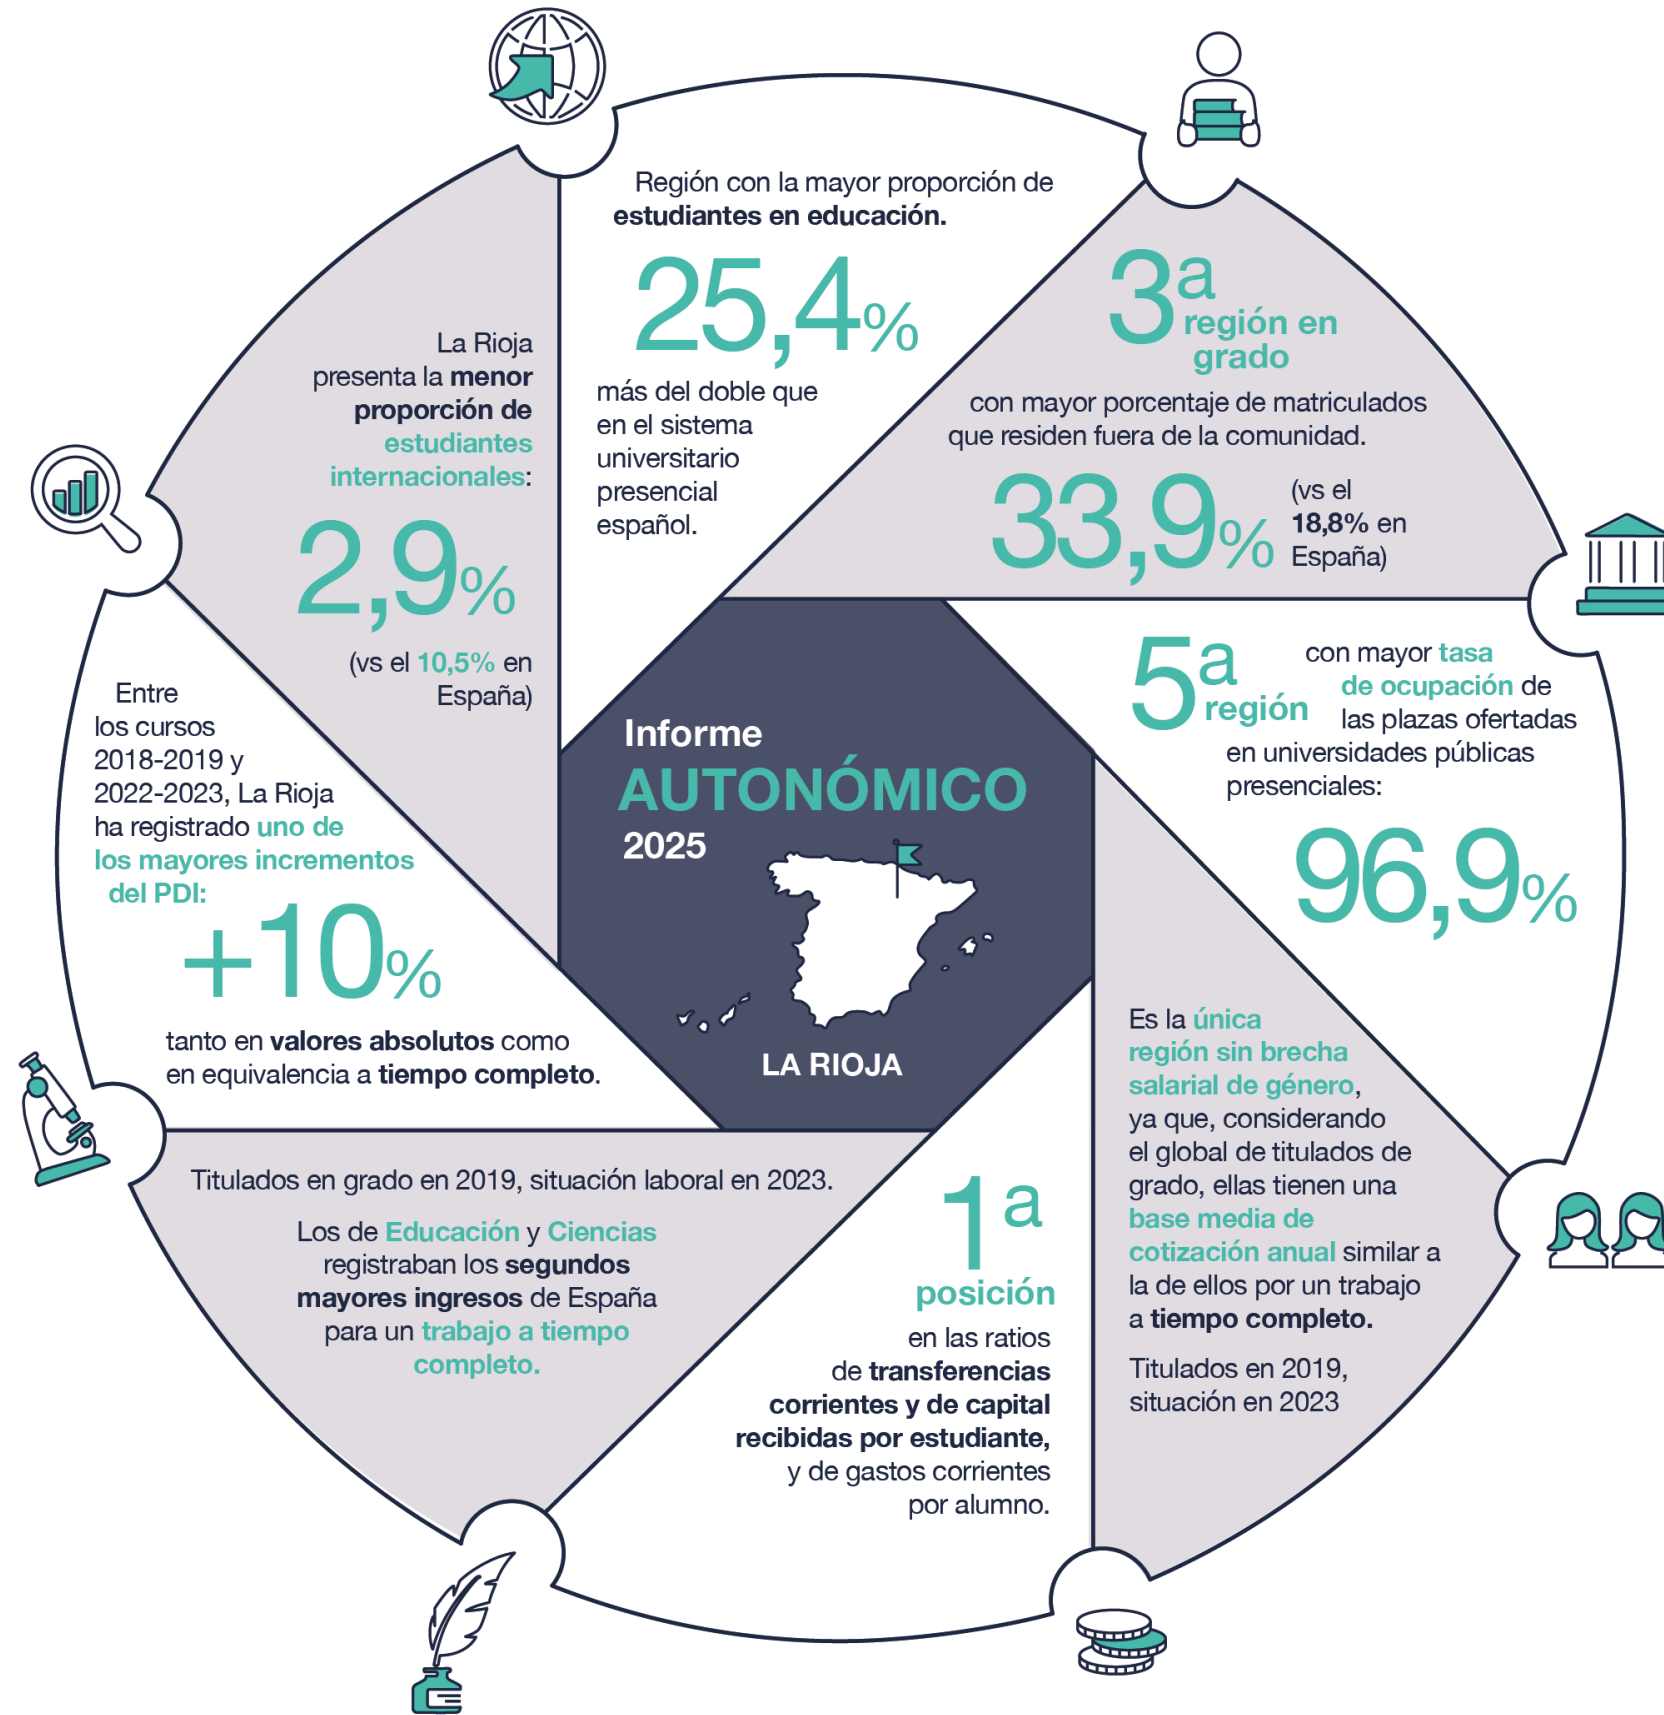 Región con la mayor proporción de
estudiantes en educación.
25,4%
más del doble que
en el sistema
universitario
presencial
español.
3ª
región en
grado
con mayor porcentaje de matriculados
que residen fuera de la comunidad.
33,9%
(vs el
18,8% en
España)
5ª
región
con mayor tasa
de ocupación de
las plazas ofertadas
en universidades públicas
presenciales:
96,9%
Es la única
región sin brecha
salarial de género,
ya que, considerando
el global de titulados de
grado, ellas tienen una
base media de
cotización anual similar a
la de ellos por un trabajo
a tiempo completo.
Titulados en 2019,
situación en 2023
1ª
posición
en las ratios
de transferencias
corrientes y de capital
recibidas por estudiante,
y de gastos corrientes
por alumno.
Titulados en grado en 2019, situación laboral en 2023.
Los de Educación y Ciencias
registraban los segundos
mayores ingresos de España
para un trabajo a tiempo
completo.
Entre
los cursos
2018-2019 y
2022-2023, La Rioja
ha registrado uno de
los mayores incrementos
del PDI:
+10%
tanto en valores absolutos como
en equivalencia a tiempo completo.
La Rioja
presenta la menor
proporción de
estudiantes
internacionales:
2,9%
(vs el 10,5% en
España)
Informe
AUTONÓMICO
2025
LA RIOJA